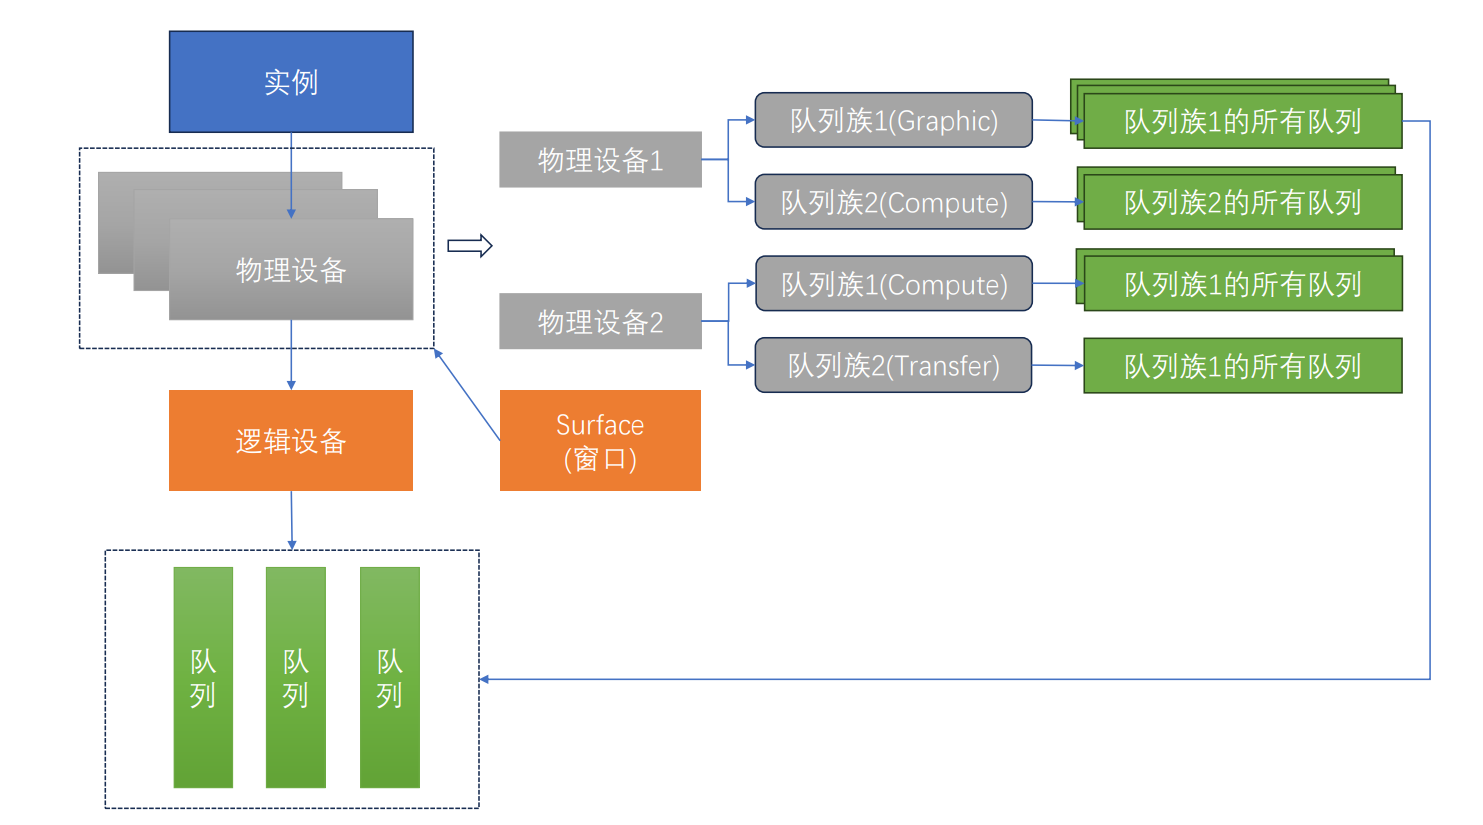 实例
物理设备
逻辑设备
Surface
(窗口)
队
列
队
列
队
列
物理设备1
队列族1(Graphic)
队列族1的所有队列
队列族2(Compute)
队列族2的所有队列
物理设备2
队列族1(Compute)
队列族1的所有队列
队列族2(Transfer)
队列族1的所有队列